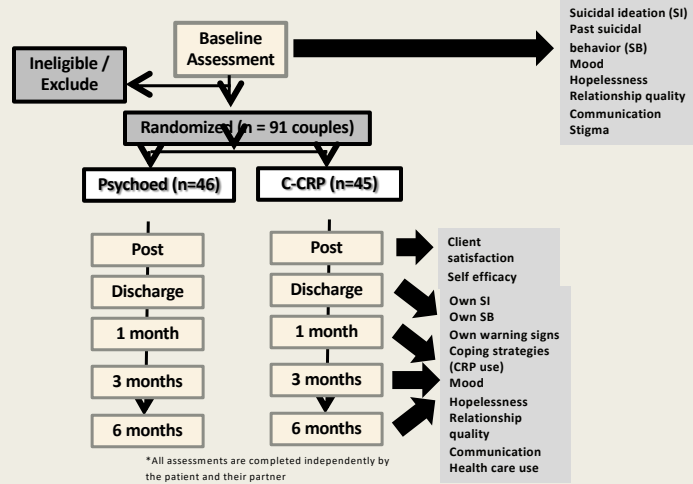 Baseline
Assessment
Ineligible /
Exclude
Suicidal ideation (SI)
Past suicidal
behavior (SB)
Mood
Hopelessness
Relationship quality
Communication
Stigma
Randomized (n = 91 couples)
Psychoed (n=46)
C-CRP (n=45)
Post
Discharge
1 month
3 months
6 months
Post
Discharge
1 month
3 months
6 months
Client
satisfaction
Self efficacy
Own SI
Own SB
Own warning signs
Coping strategies
(CRP use)
Mood
Hopelessness
Relationship
quality
Communication
Health care use
*All assessments are completed independently by
the patient and their partner